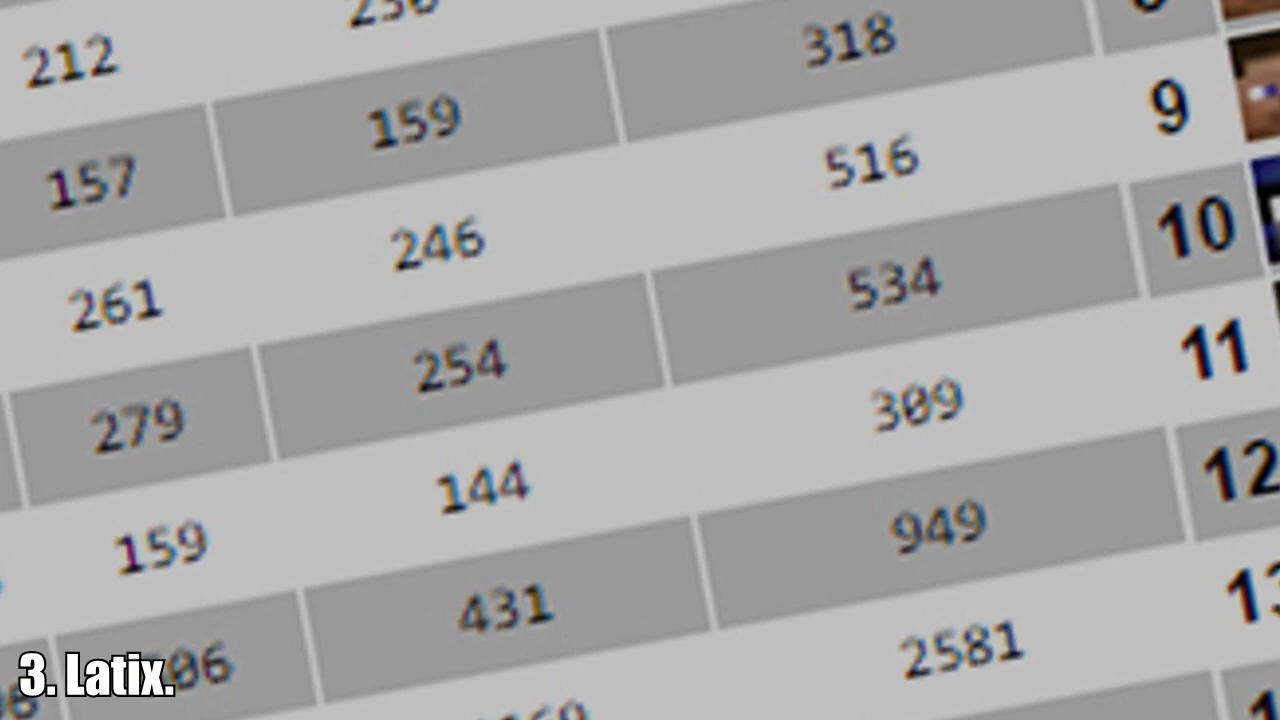 212
157 159 318
261 246 516 9
279 254 534 10
159 144 309 11
431 949 12
2581 13
3. Latix.